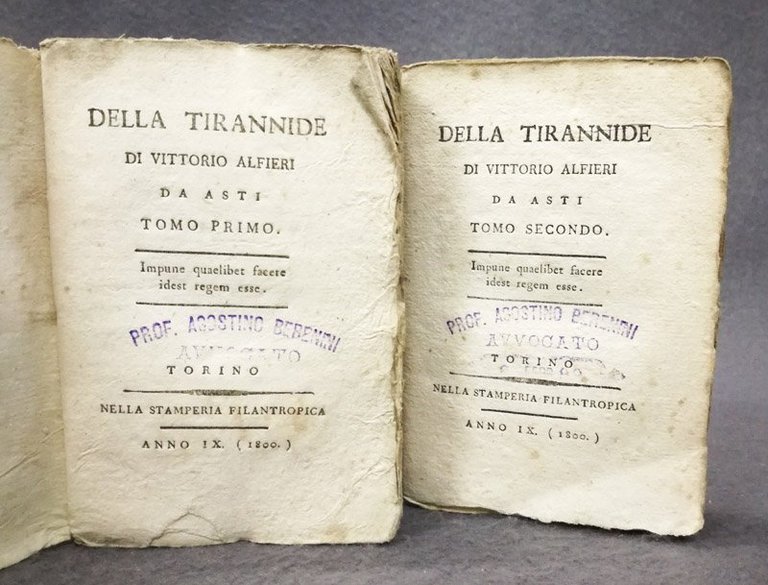 DELLA TIRANNIDE
DI VITTORIO ALFIERI
DA ASTI
TOMO PRIMO.
Impune quaelibet facere
idest regem esse.
PROF. AGOSTINO BERENINI
AVVOCATO
TORINO
NELLA STAMPERIA FILANTROPICA
ANNO IX. (1800.)
DELLA TIRANNIDE
DI VITTORIO ALFIERI
DA ASTI
TOMO SECONDO.
Impune quaelibet facere
idest regem esse.
PROF. AGOSTINO BERENINI
AVVOCATO
TORINO
NELLA STAMPERIA FILANTROPICA
ANNO IX. (1800.)